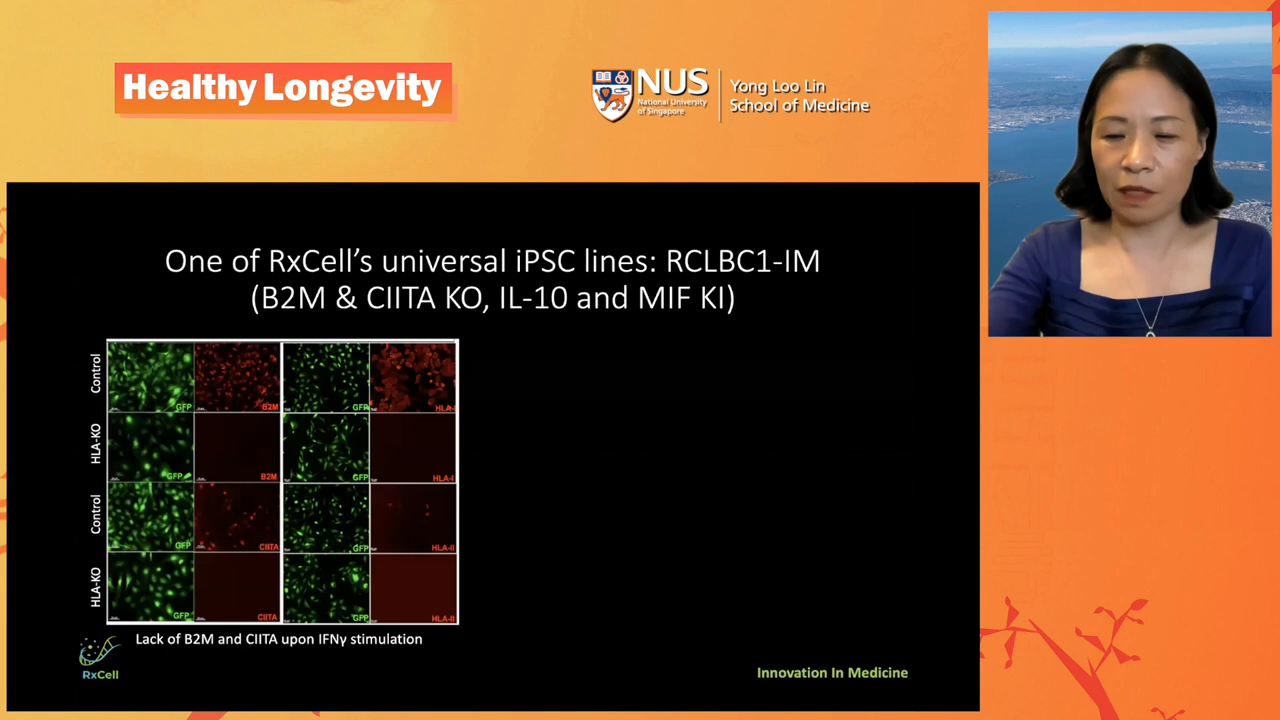 Healthy Longevity
NUS
National University
of Singapore
Yong Loo Lin
School of Medicine
One of RxCell's universal iPSC lines: RCLBC1-IM
(B2M & CIITA KO, IL-10 and MIF KI)
Control
GFP
B2M
GFP
HLA-I
HLA-KO
GFP
B2M
GFP
HLA-I
Control
GFP
CIITA
GFP
HLA-II
HLA-KO
GFP
CIITA
GFP
HLA-II
Lack of B2M and CIITA upon IFNγ stimulation
RxCell
Innovation In Medicine